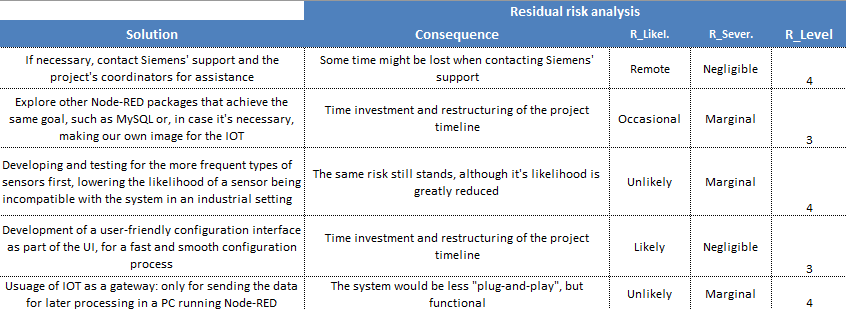 Residual risk analysis
Solution Consequence R_Likel. R_Sever. R_Level
If necessary, contact Siemens' support and the
project's coordinators for assistance
Some time might be lost when contacting Siemens'
support
Remote Negligible 4
Explore other Node-RED packages that achieve the
same goal, such as MySQL or, in case it's necessary,
making our own image for the IOT
Time investment and restructuring of the project
timeline
Occasional Marginal 3
Developing and testing for the more frequent types of
sensors first, lowering the likelihood of a sensor being
incompatible with the system in an industrial setting
The same risk still stands, although it's likelihood is
greatly reduced
Unlikely Marginal 4
Development of a user-friendly configuration interface
as part of the UI, for a fast and smooth configuration
process
Time investment and restructuring of the project
timeline
Likely Negligible 3
Usuage of IOT as a gateway: only for sending the data
for later processing in a PC running Node-RED
The system would be less "plug-and-play", but
functional
Unlikely Marginal 4